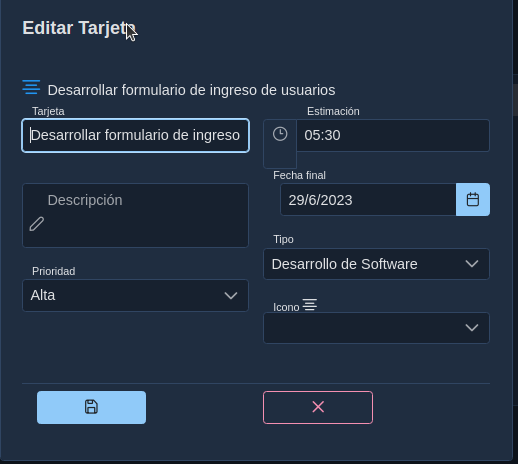 Editar Tarjeta
Desarrollar formulario de ingreso de usuarios
Tarjeta
Desarrollar formulario de ingreso
Estimación
05:30
Descripción
Fecha final
29/6/2023
Prioridad
Alta
Tipo
Desarrollo de Software
Icono